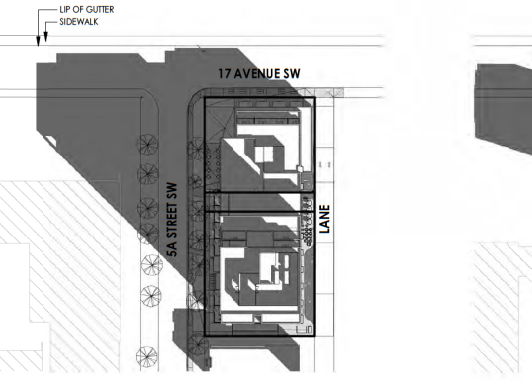 LIP OF GUTTER
SIDEWALK
17 AVENUE SW
5A STREET SW
LANE